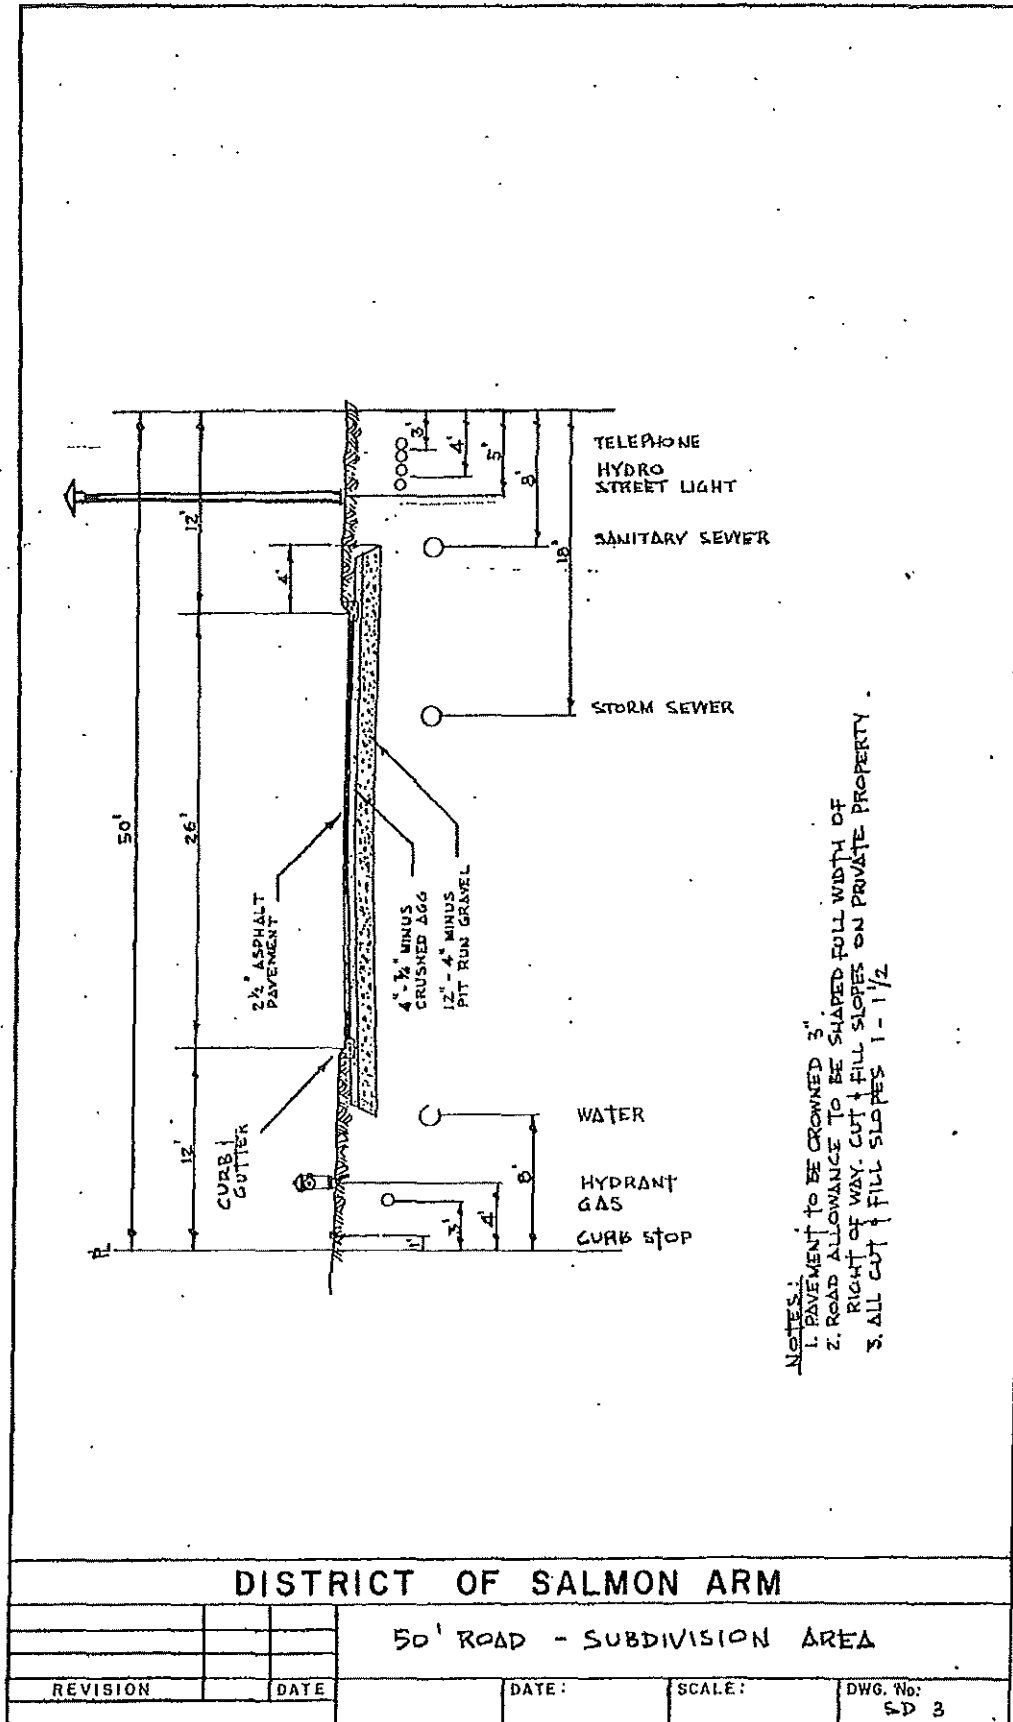 50'
12'
26'
12'
4'
3'
4'
5'
8'
18'
TELEPHONE
HYDRO
STREET LIGHT
SANITARY SEWER
STORM SEWER
2½" ASPHALT
PAVEMENT
4"-¾" MINUS
CRUSHED AGG
12"-4" MINUS
PIT RUN GRAVEL
CURB &
GUTTER
WATER
HYDRANT
GAS
CURB STOP
8'
4'
3'
1'
PL
NOTES:
1. PAVEMENT TO BE CROWNED 3".
2. ROAD ALLOWANCE TO BE SHAPED FULL WIDTH OF
RIGHT OF WAY. CUT & FILL SLOPES ON PRIVATE PROPERTY.
3. ALL CUT & FILL SLOPES 1 - 1 1/2
DISTRICT OF SALMON ARM
50' ROAD - SUBDIVISION AREA
REVISION
DATE
DATE:
SCALE:
DWG. No:
SD 3